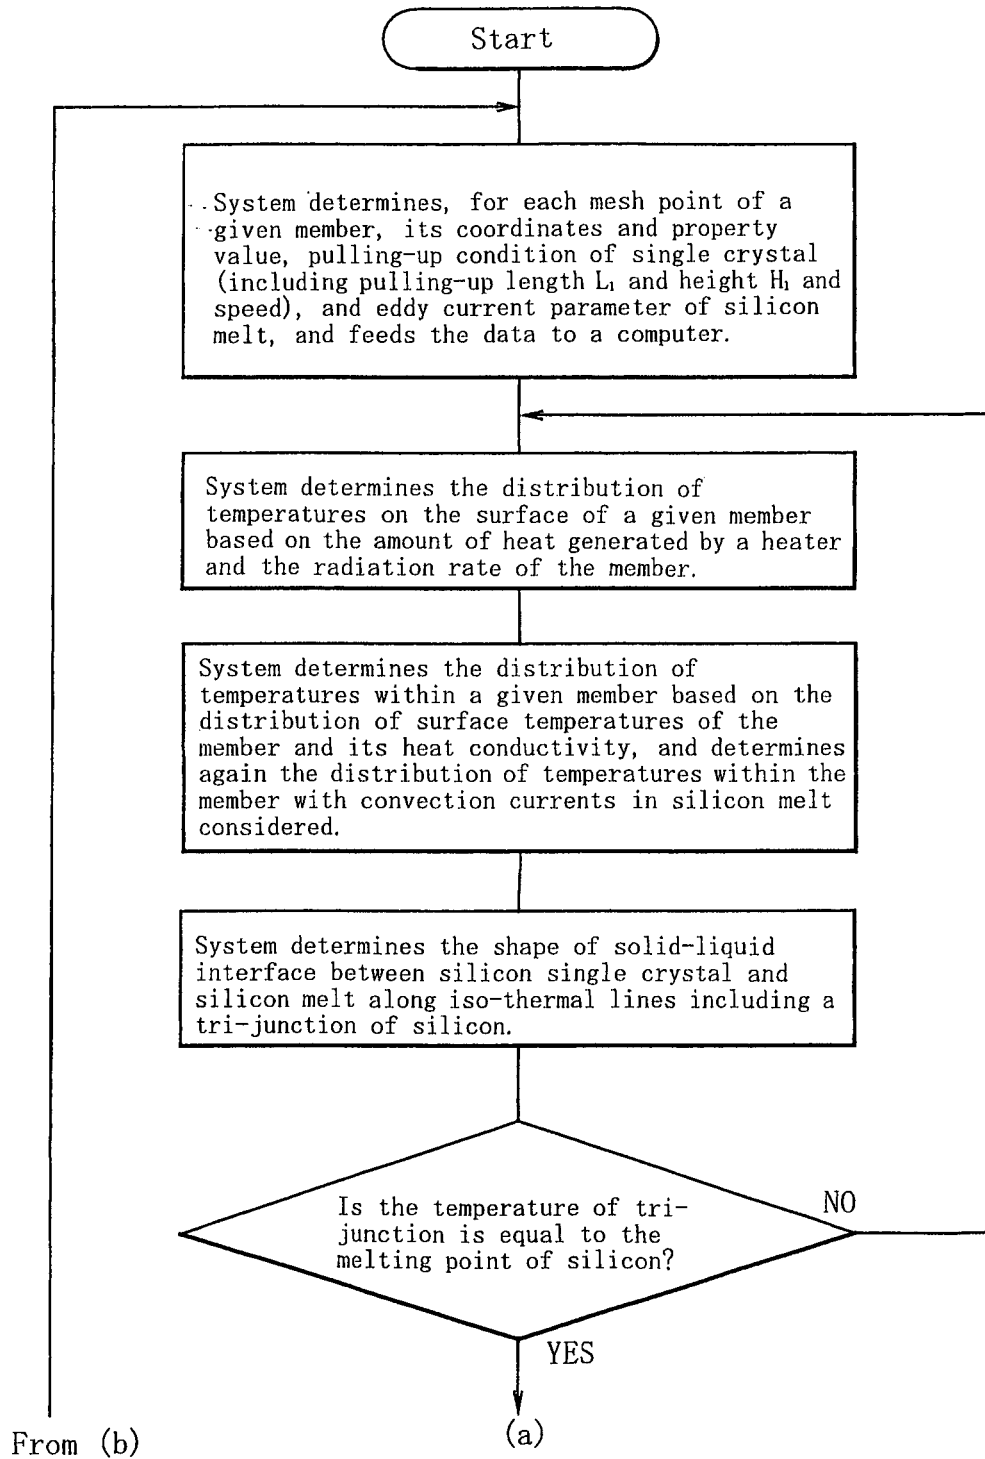 Start
System determines, for each mesh point of a
given member, its coordinates and property
value, pulling-up condition of single crystal
(including pulling-up length L₁ and height H₁ and
speed), and eddy current parameter of silicon
melt, and feeds the data to a computer.
System determines the distribution of
temperatures on the surface of a given member
based on the amount of heat generated by a heater
and the radiation rate of the member.
System determines the distribution of
temperatures within a given member based on the
distribution of surface temperatures of the
member and its heat conductivity, and determines
again the distribution of temperatures within the
member with convection currents in silicon melt
considered.
System determines the shape of solid-liquid
interface between silicon single crystal and
silicon melt along iso-thermal lines including a
tri-junction of silicon.
Is the temperature of tri-
junction is equal to the
melting point of silicon?
NO
YES
From (b)
(a)